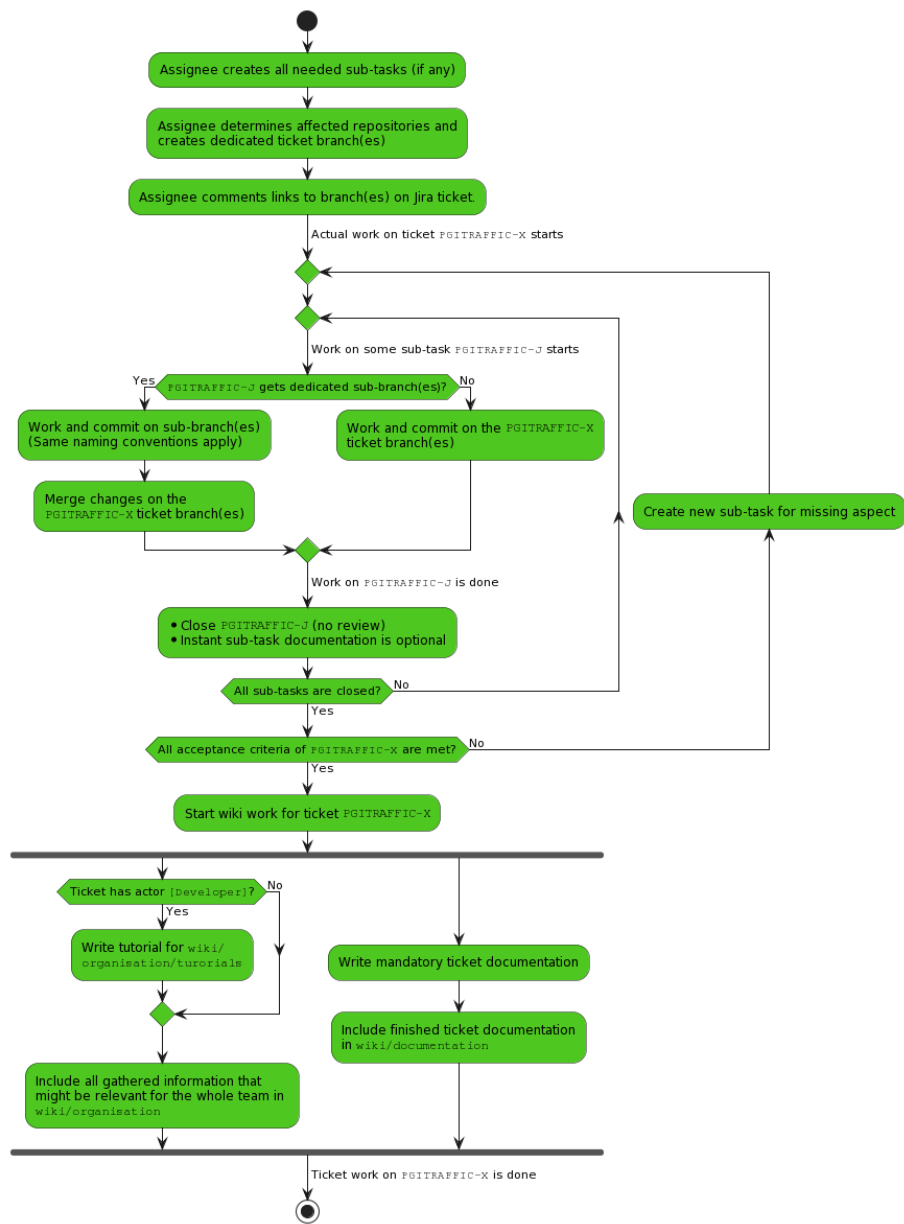 Assignee creates all needed sub-tasks (if any)
Assignee determines affected repositories and
creates dedicated ticket branch(es)
Assignee comments links to branch(es) on Jira ticket.
Actual work on ticket PGITRAFFIC-X starts
Work on some sub-task PGITRAFFIC-J starts
Yes
PGITRAFFIC-J gets dedicated sub-branch(es)?
No
Work and commit on sub-branch(es)
(Same naming conventions apply)
Work and commit on the PGITRAFFIC-X
ticket branch(es)
Merge changes on the
PGITRAFFIC-X ticket branch(es)
Create new sub-task for missing aspect
Work on PGITRAFFIC-J is done
• Close PGITRAFFIC-J (no review)
• Instant sub-task documentation is optional
All sub-tasks are closed?
No
Yes
All acceptance criteria of PGITRAFFIC-X are met?
No
Yes
Start wiki work for ticket PGITRAFFIC-X
Ticket has actor [Developer]?
No
Yes
Write tutorial for wiki/
organisation/turorials
Write mandatory ticket documentation
Include finished ticket documentation
in wiki/documentation
Include all gathered information that
might be relevant for the whole team in
wiki/organisation
Ticket work on PGITRAFFIC-X is done